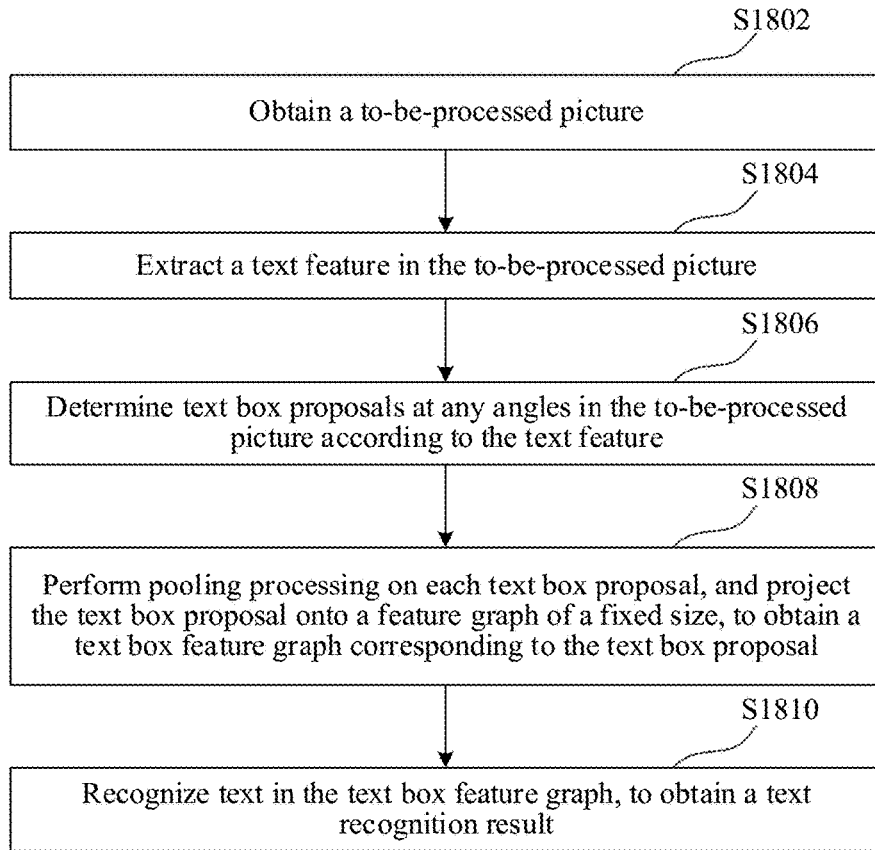 S1802
Obtain a to-be-processed picture
S1804
Extract a text feature in the to-be-processed picture
S1806
Determine text box proposals at any angles in the to-be-processed
picture according to the text feature
S1808
Perform pooling processing on each text box proposal, and project
the text box proposal onto a feature graph of a fixed size, to obtain a
text box feature graph corresponding to the text box proposal
S1810
Recognize text in the text box feature graph, to obtain a text
recognition result